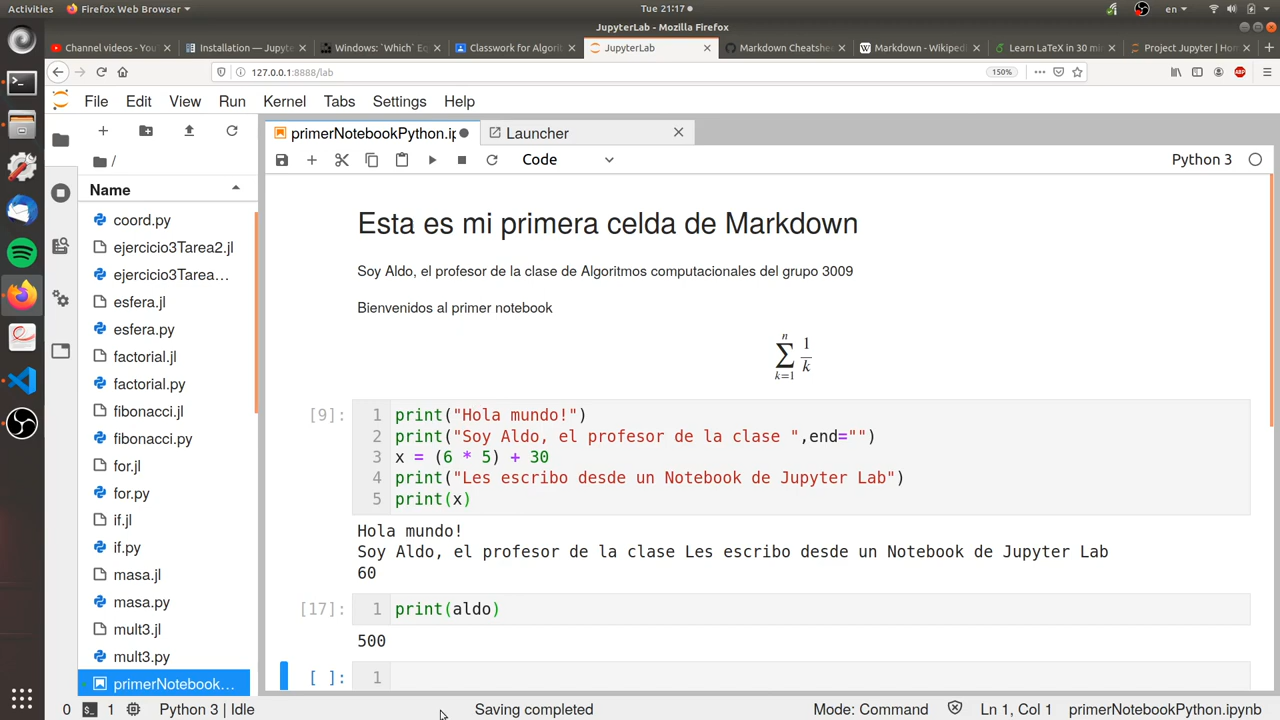 Activities
Firefox Web Browser
Tue 21:17
en
JupyterLab - Mozilla Firefox
Channel videos - You
Installation — Jupyte
Windows: `Which` Eq
Classwork for Algorit
JupyterLab
Markdown Cheatshe
Markdown - Wikiped
Learn LaTeX in 30 mi
Project Jupyter | Hom
127.0.0.1:8888/lab
150%
ABP
File Edit View Run Kernel Tabs Settings Help
primerNotebookPython.ip
Launcher
Code
Python 3
/
Name
coord.py
ejercicio3Tarea2.jl
ejercicio3Tarea...
esfera.jl
esfera.py
factorial.jl
factorial.py
fibonacci.jl
fibonacci.py
for.jl
for.py
if.jl
if.py
masa.jl
masa.py
mult3.jl
mult3.py
primerNotebook...
Esta es mi primera celda de Markdown
Soy Aldo, el profesor de la clase de Algoritmos computacionales del grupo 3009
Bienvenidos al primer notebook
n
∑ 1/k
k=1
[9]:
1 print("Hola mundo!")
2 print("Soy Aldo, el profesor de la clase ",end="")
3 x = (6 * 5) + 30
4 print("Les escribo desde un Notebook de Jupyter Lab")
5 print(x)
Hola mundo!
Soy Aldo, el profesor de la clase Les escribo desde un Notebook de Jupyter Lab
60
[17]:
1 print(aldo)
500
[ ]:
1
0
1
Python 3 | Idle
Saving completed
Mode: Command
Ln 1, Col 1
primerNotebookPython.ipynb